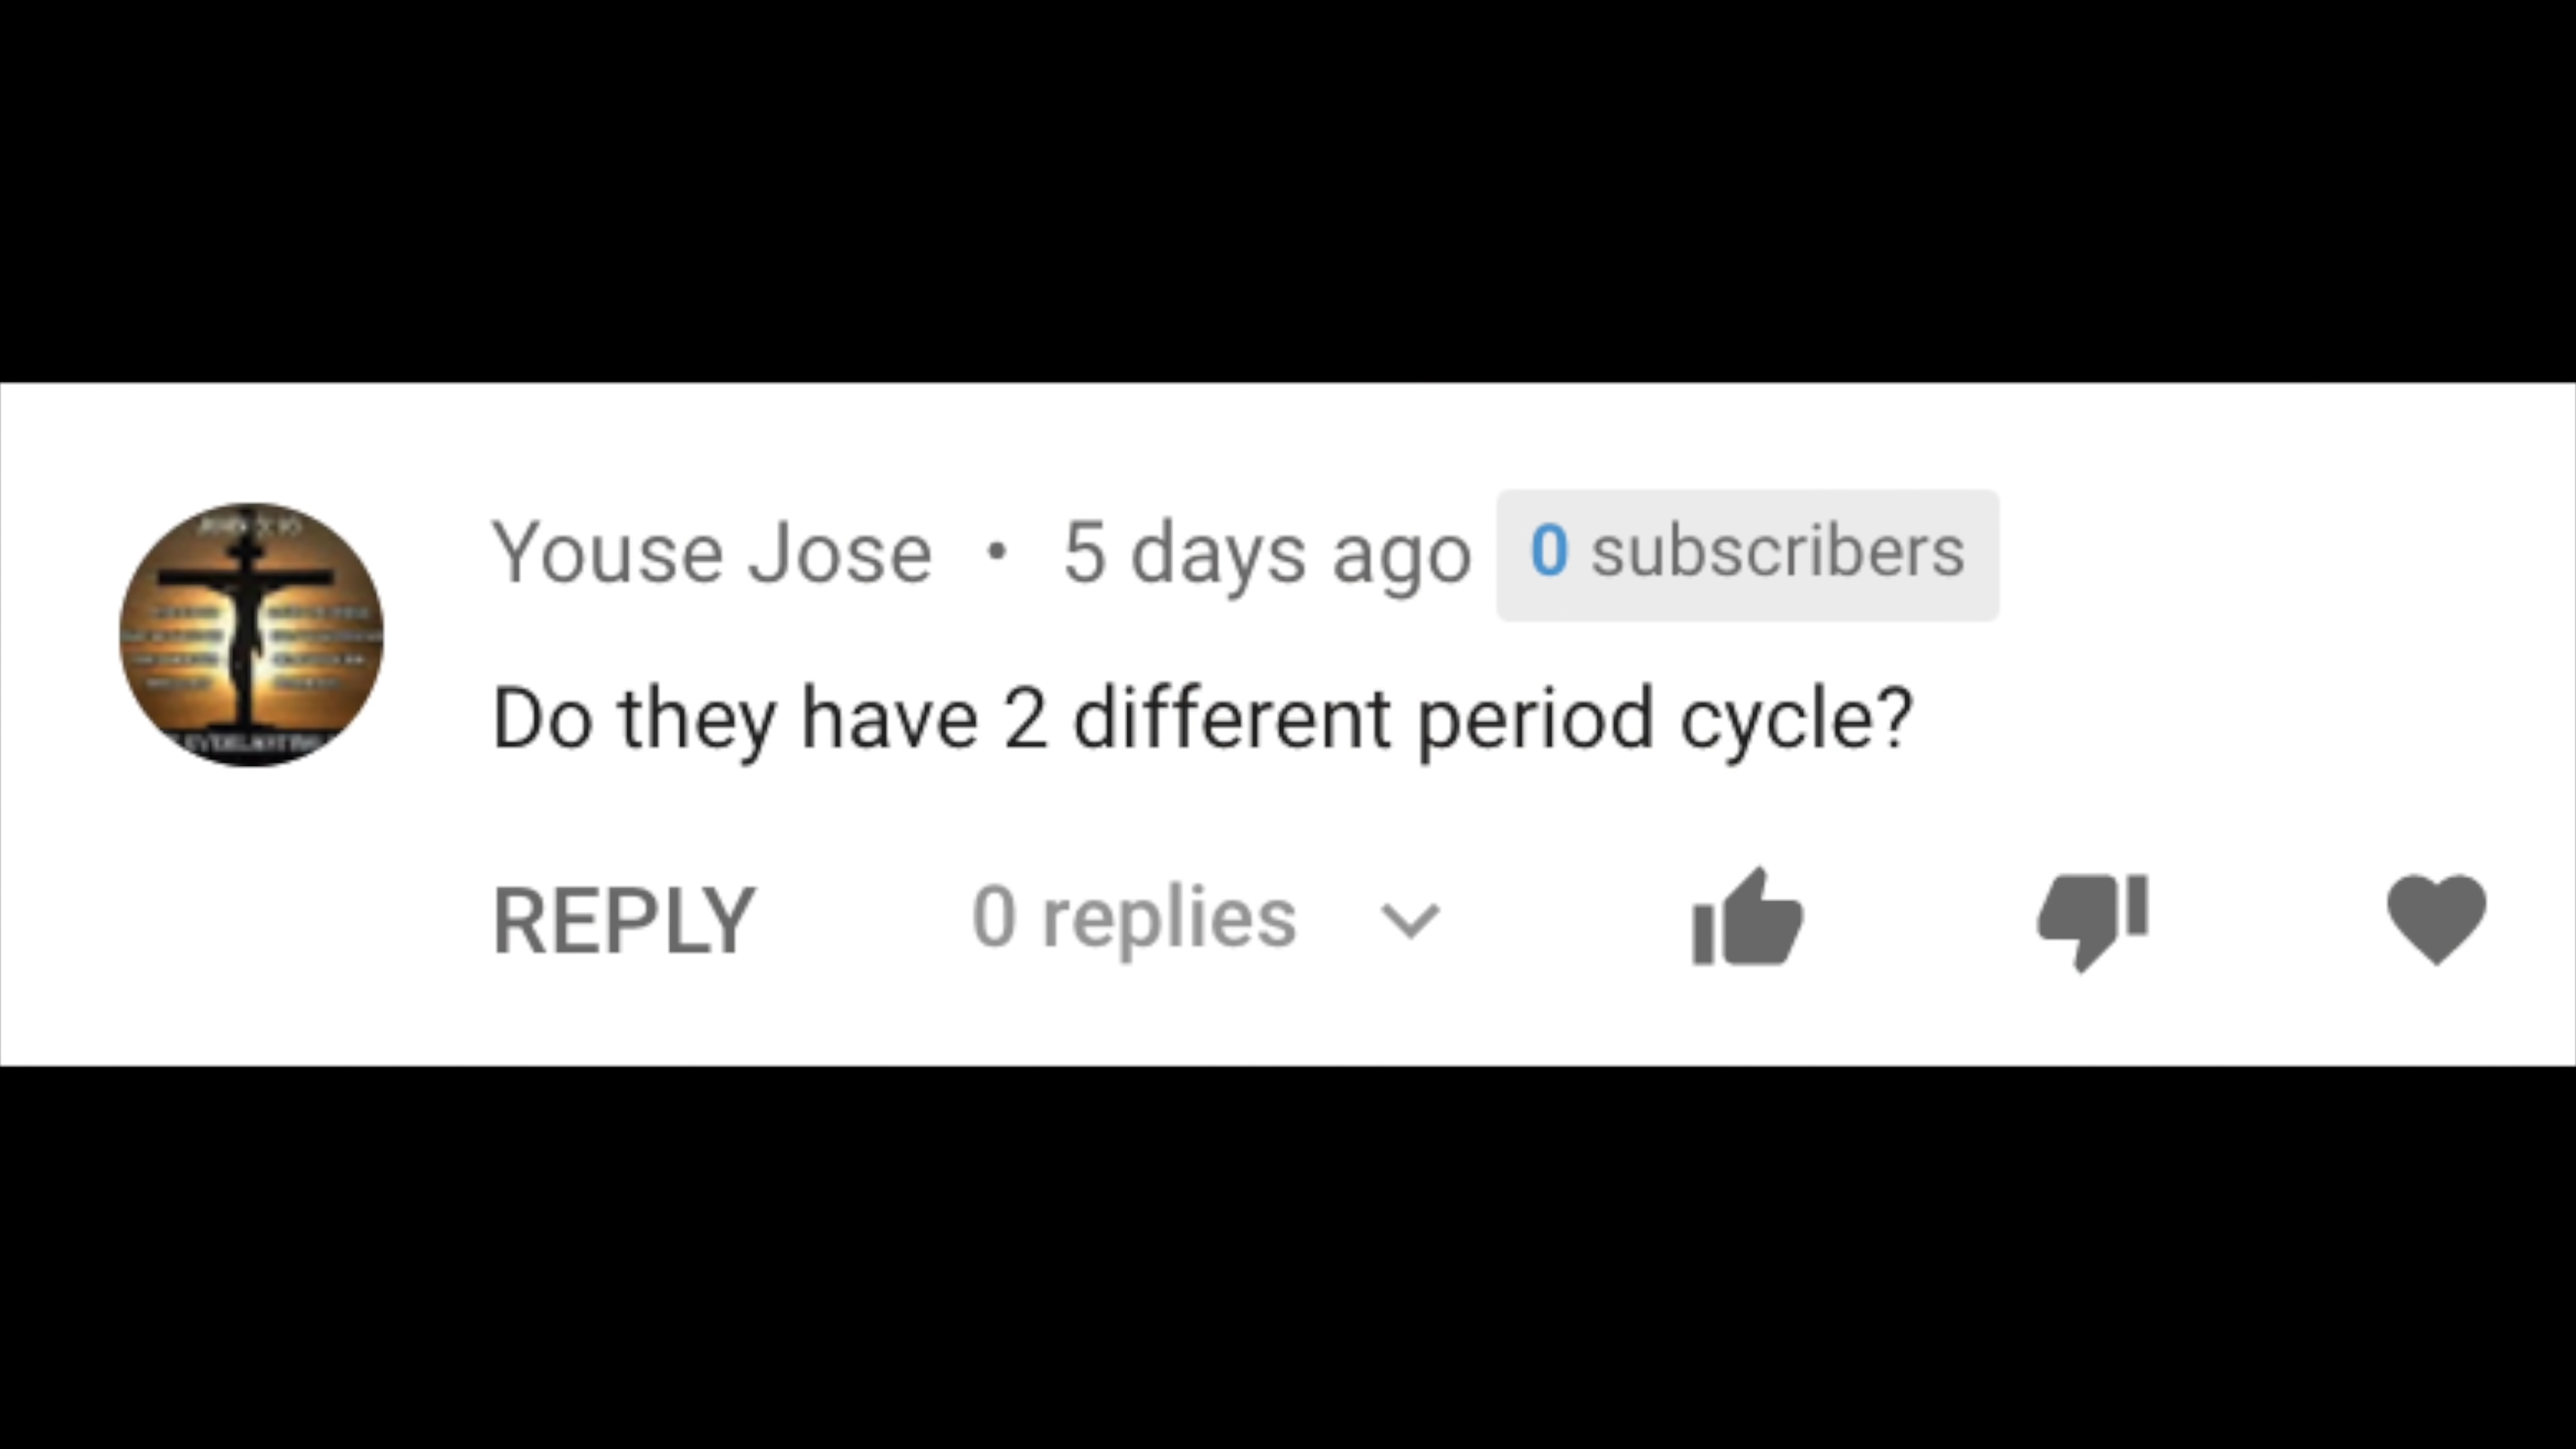 Youse Jose • 5 days ago 0 subscribers
Do they have 2 different period cycle?
REPLY 0 replies